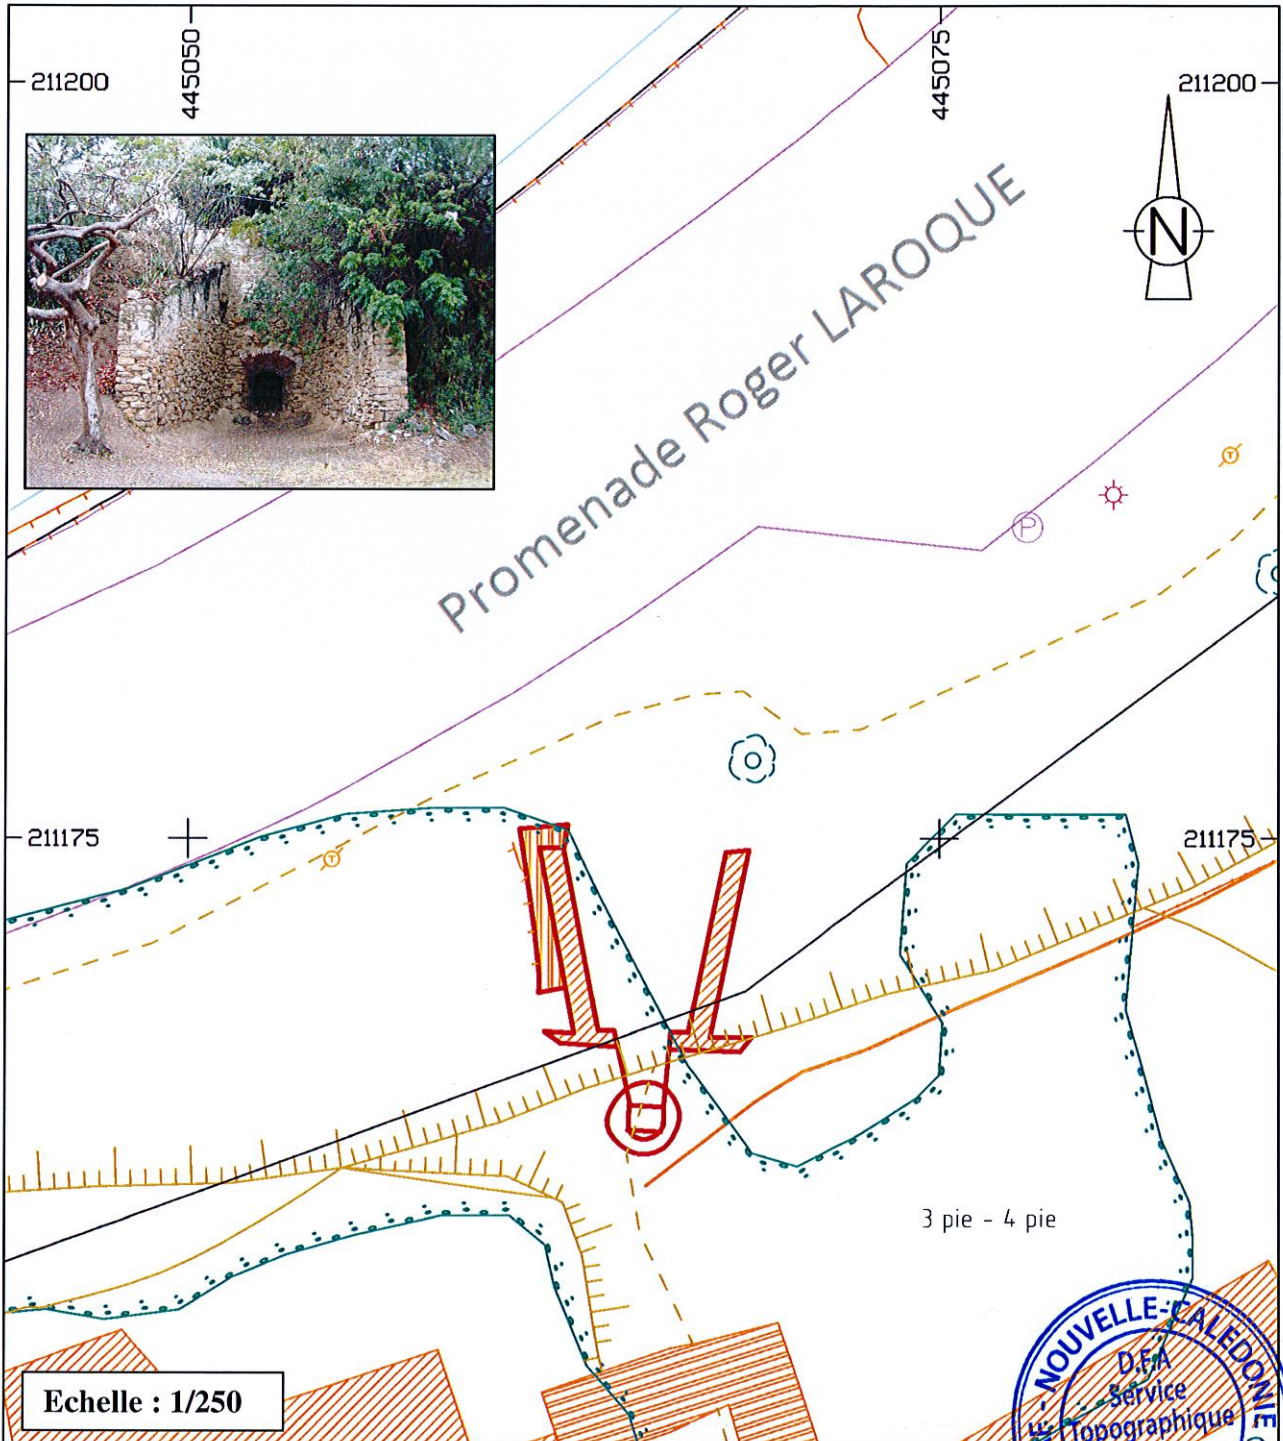 445050
445075
211200
211200
N
Promenade Roger LAROQUE
T
P
211175
211175
T
3 pie - 4 pie
Echelle : 1/250
NOUVELLE-CALEDONIE
D.F.A
Service
Topographique